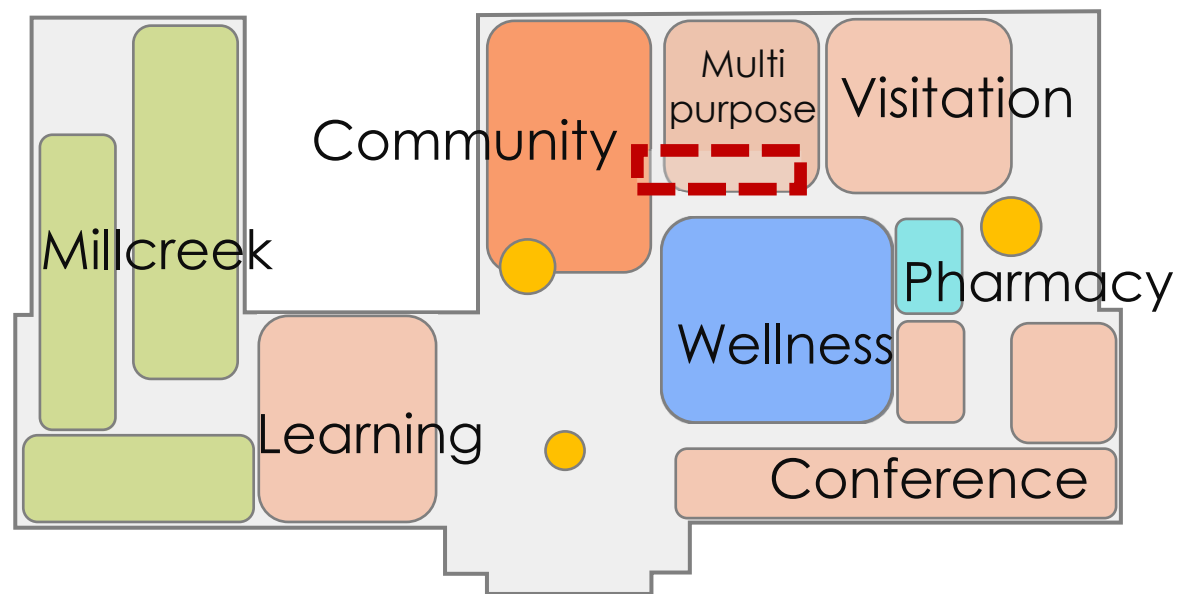 Multi
purpose
Visitation
Community
Millcreek
Pharmacy
Wellness
Learning
Conference